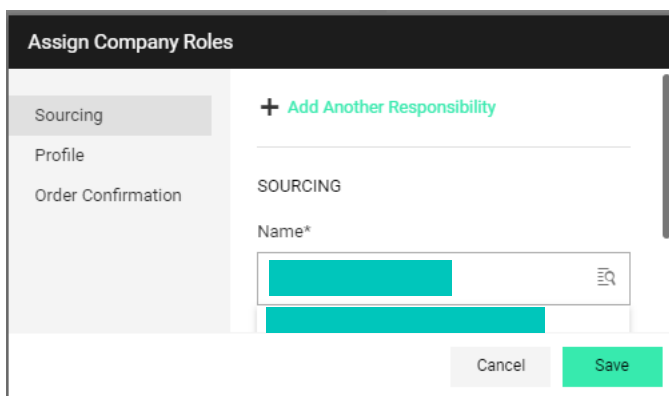 Assign Company Roles
Sourcing
Profile
Order Confirmation
+ Add Another Responsibility
SOURCING
Name*
Cancel
Save